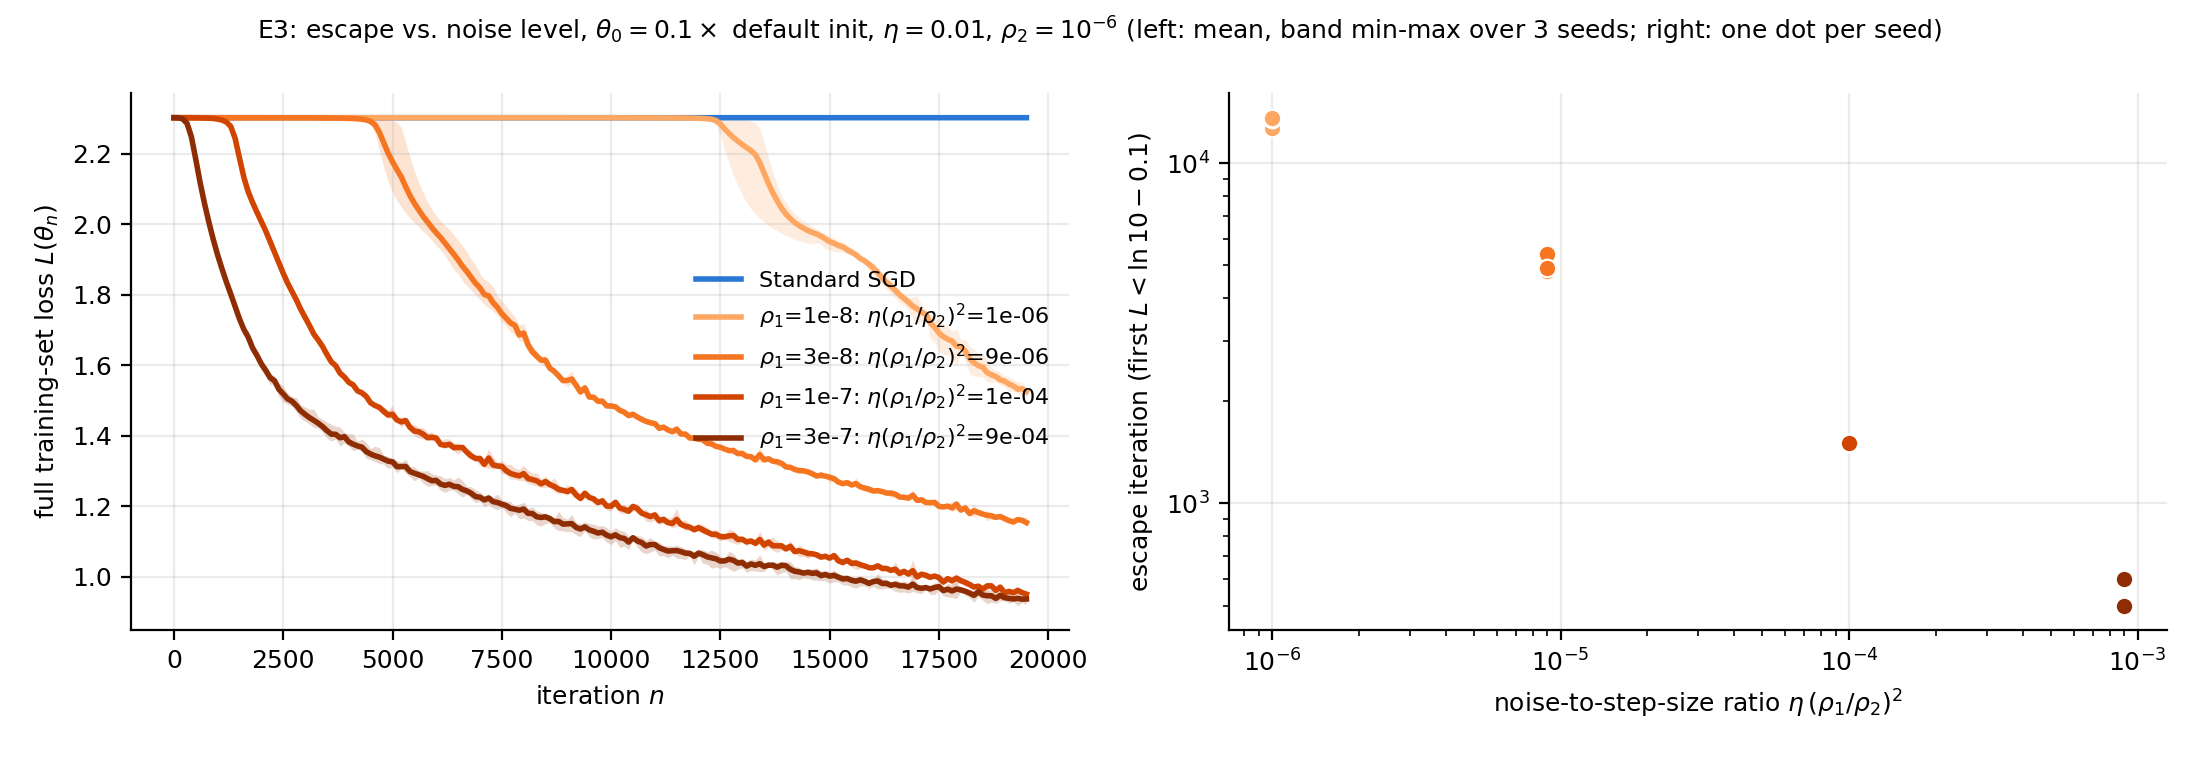 E3: escape vs. noise level, θ₀ = 0.1 × default init, η = 0.01, ρ₂ = 10⁻⁶ (left: mean, band min-max over 3 seeds; right: one dot per seed)
full training-set loss L(θₙ)
2.2
2.0
1.8
1.6
1.4
1.2
1.0
Standard SGD
ρ₁=1e-8: η(ρ₁/ρ₂)²=1e-06
ρ₁=3e-8: η(ρ₁/ρ₂)²=9e-06
ρ₁=1e-7: η(ρ₁/ρ₂)²=1e-04
ρ₁=3e-7: η(ρ₁/ρ₂)²=9e-04
0 2500 5000 7500 10000 12500 15000 17500 20000
iteration n
escape iteration (first L < ln 10 − 0.1)
10⁴
10³
10⁻⁶ 10⁻⁵ 10⁻⁴ 10⁻³
noise-to-step-size ratio η (ρ₁/ρ₂)²